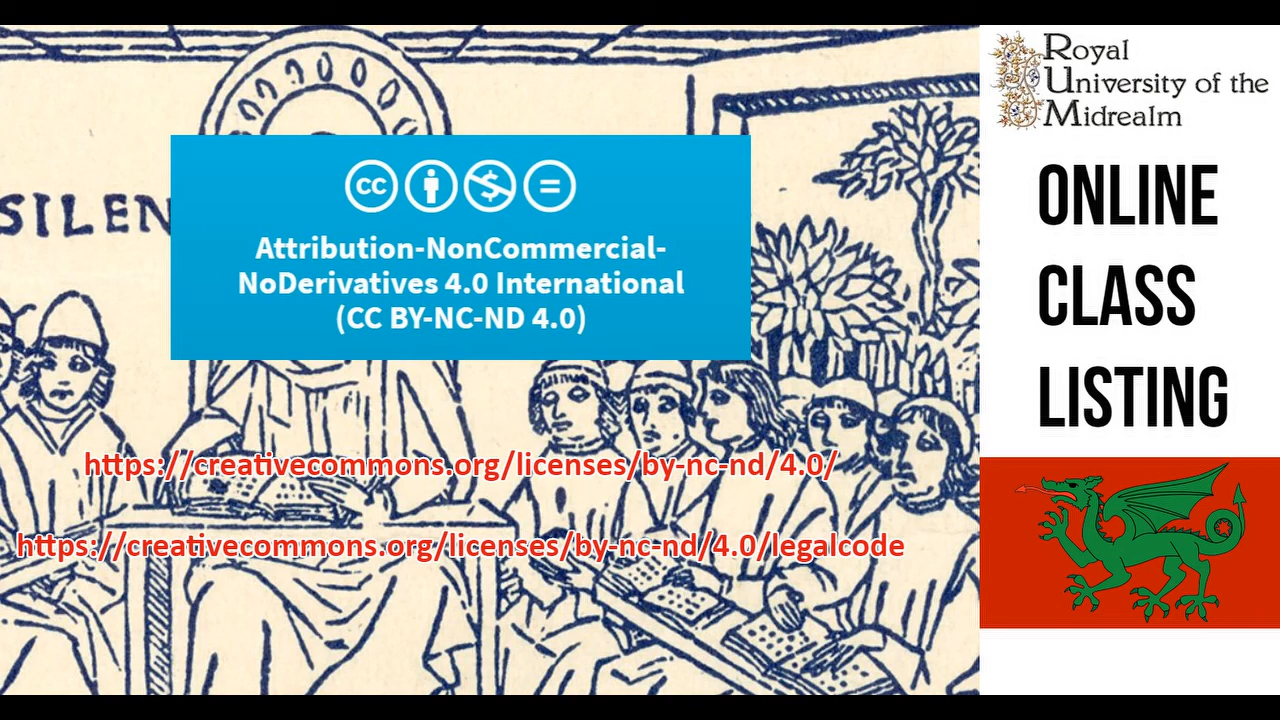 SILEN
cc
Attribution-NonCommercial-
NoDerivatives 4.0 International
(CC BY-NC-ND 4.0)
https://creativecommons.org/licenses/by-nc-nd/4.0/
https://creativecommons.org/licenses/by-nc-nd/4.0/legalcode
Royal
University of the
Midrealm
ONLINE
CLASS
LISTING